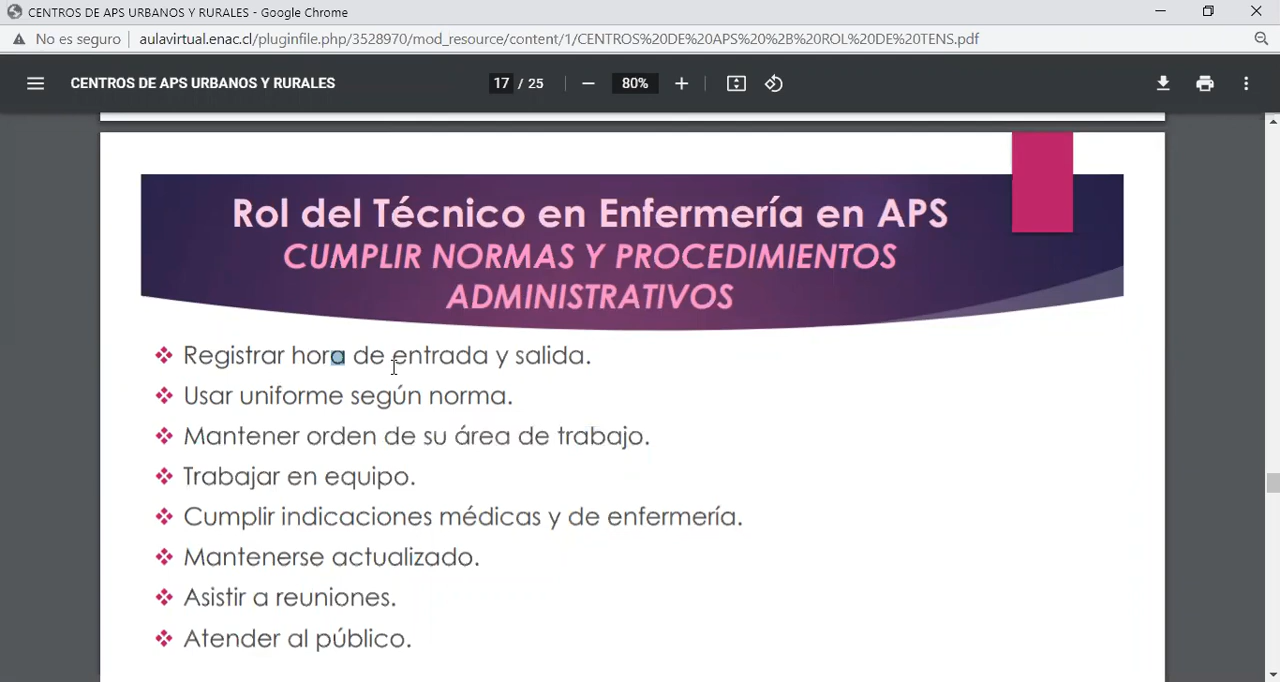 CENTROS DE APS URBANOS Y RURALES - Google Chrome
No es seguro | aulavirtual.enac.cl/pluginfile.php/3528970/mod_resource/content/1/CENTROS%20DE%20APS%20%2B%20ROL%20DE%20TENS.pdf
CENTROS DE APS URBANOS Y RURALES 17 / 25 80%
Rol del Técnico en Enfermería en APS
CUMPLIR NORMAS Y PROCEDIMIENTOS
ADMINISTRATIVOS
Registrar hora de entrada y salida.
Usar uniforme según norma.
Mantener orden de su área de trabajo.
Trabajar en equipo.
Cumplir indicaciones médicas y de enfermería.
Mantenerse actualizado.
Asistir a reuniones.
Atender al público.